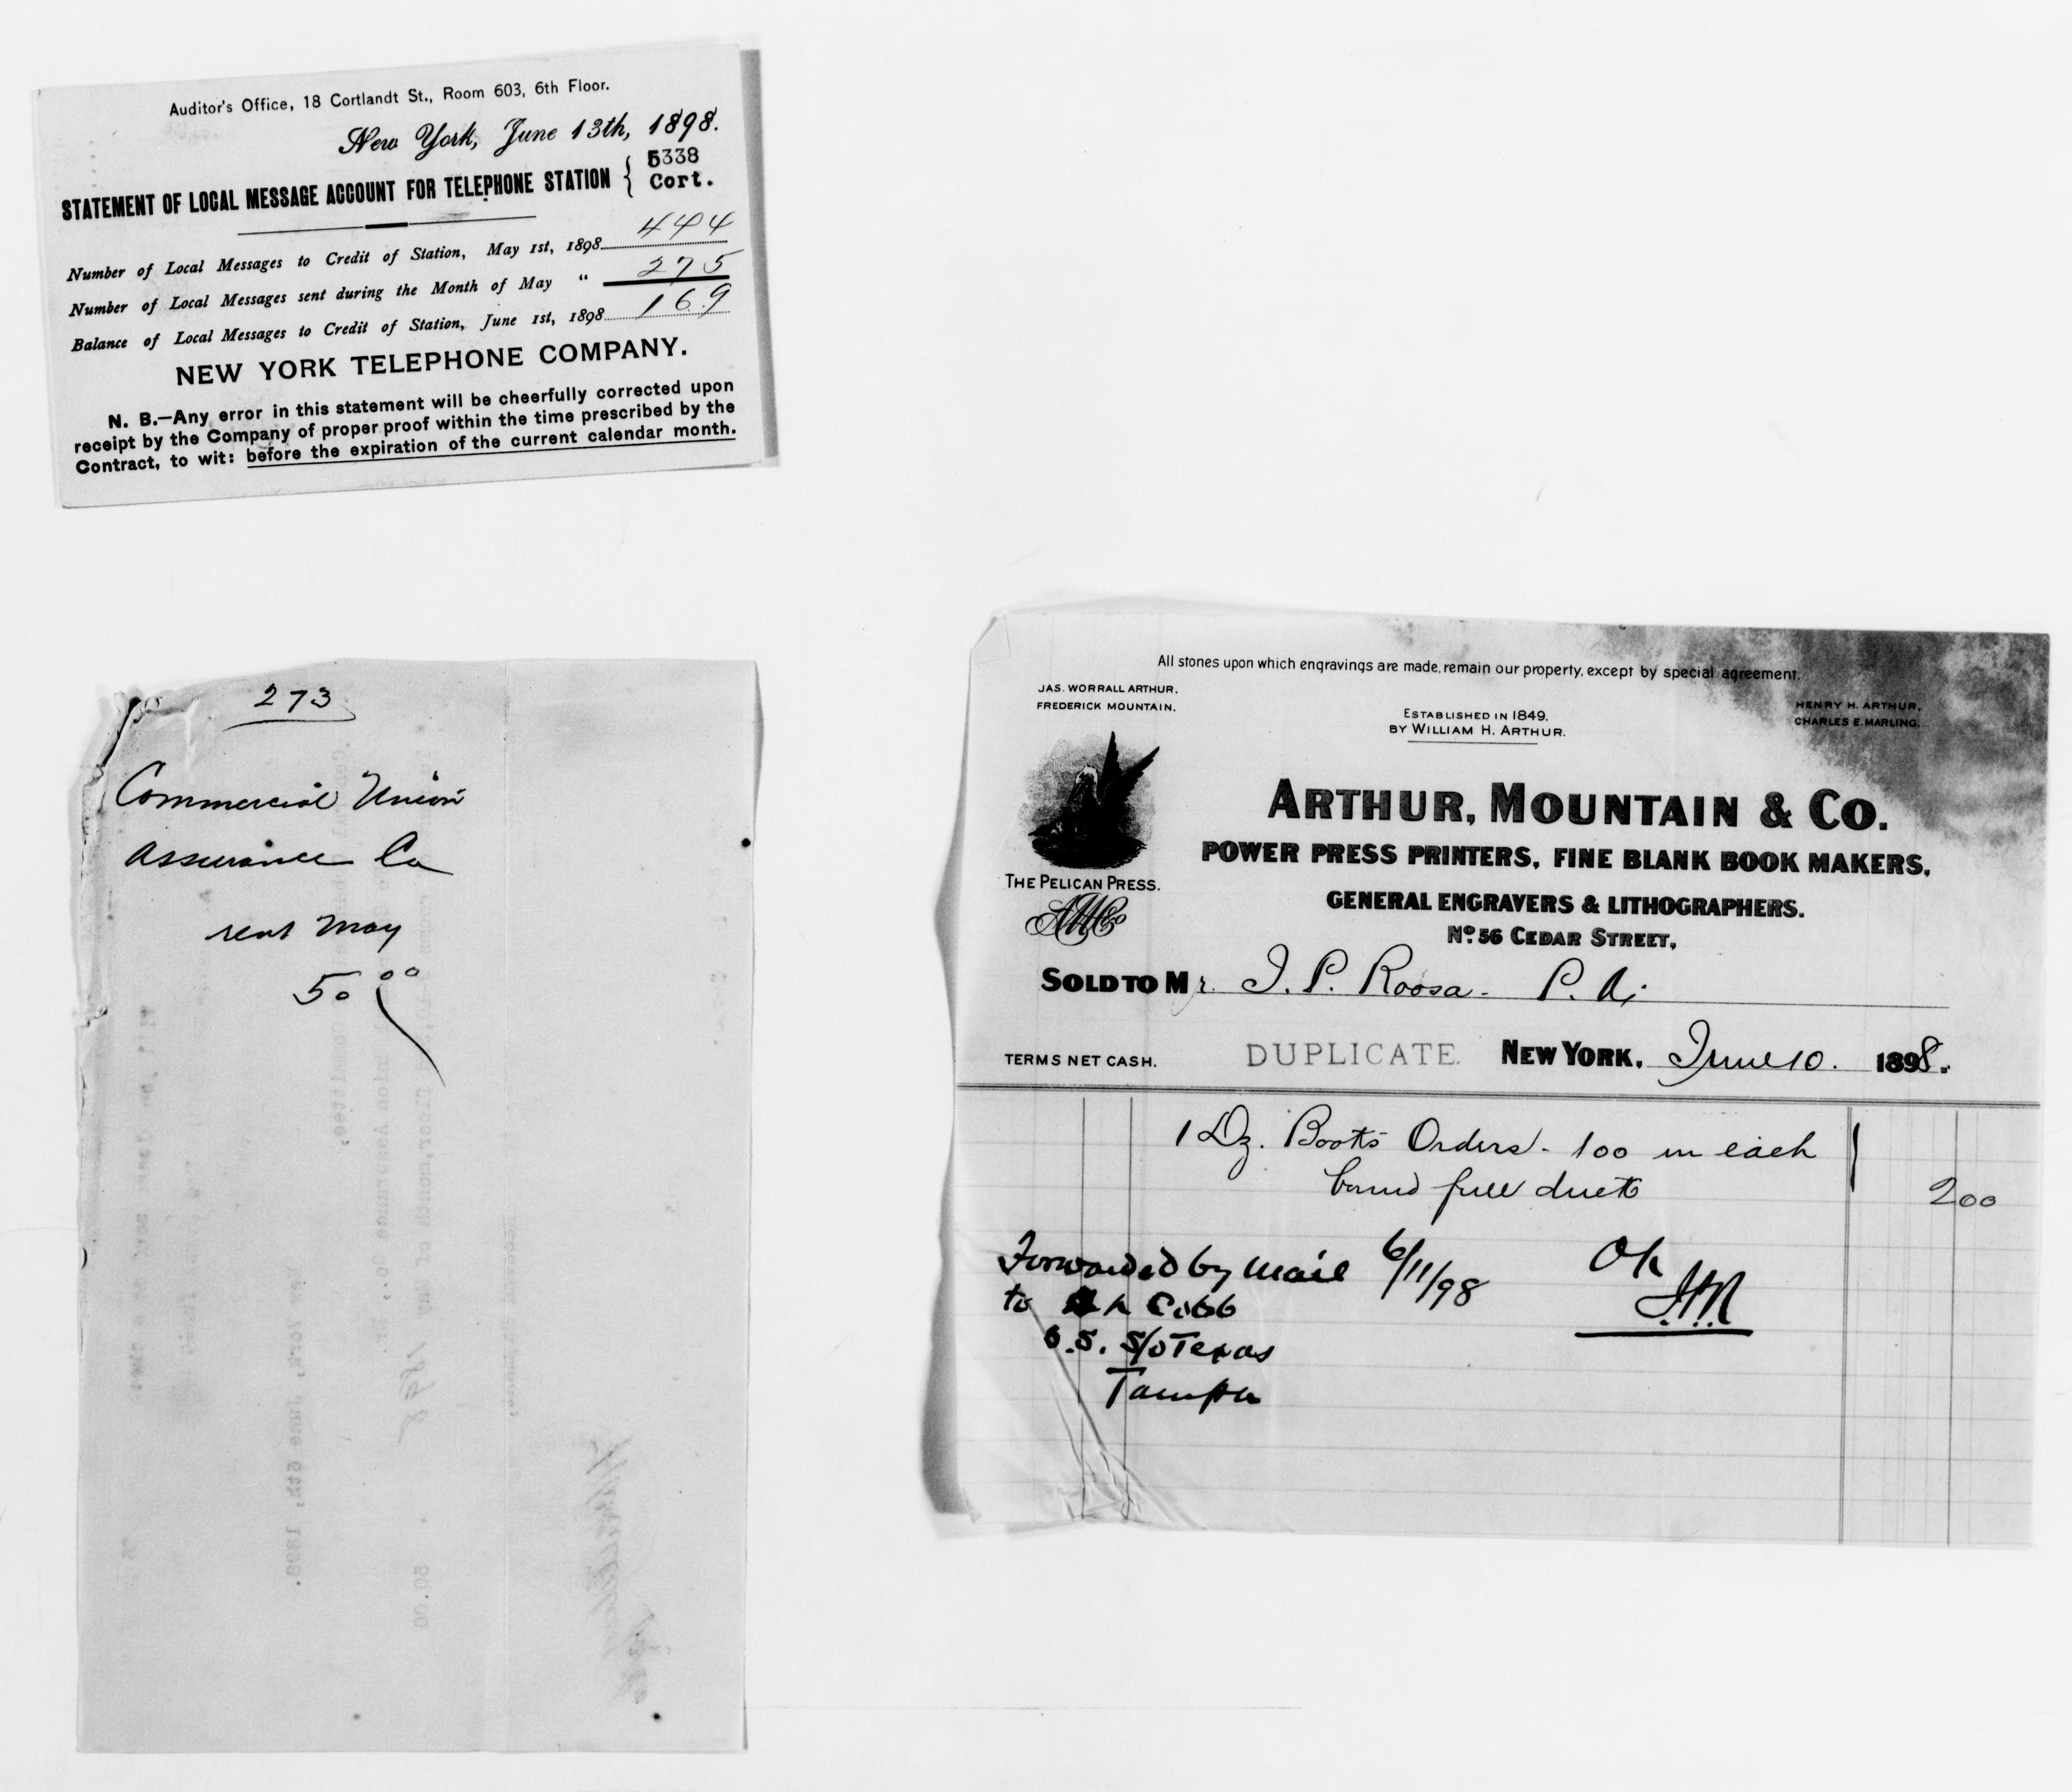 Auditor's Office, 18 Cortlandt St., Room 603, 6th Floor.
New York, June 13th, 1898.
STATEMENT OF LOCAL MESSAGE ACCOUNT FOR TELEPHONE STATION { 5338 Cort.
Number of Local Messages to Credit of Station, May 1st, 1898 444
Number of Local Messages sent during the Month of May " 275
Balance of Local Messages to Credit of Station, June 1st, 1898 169
NEW YORK TELEPHONE COMPANY.
N. B.—Any error in this statement will be cheerfully corrected upon
receipt by the Company of proper proof within the time prescribed by the
Contract, to wit: before the expiration of the current calendar month.
273
Commercial Union
Assurance Co
rent May
50 00
All stones upon which engravings are made, remain our property, except by special agreement.
JAS. WORRALL ARTHUR,
FREDERICK MOUNTAIN,
ESTABLISHED IN 1849,
BY WILLIAM H. ARTHUR.
HENRY H. ARTHUR,
CHARLES E. MARLING,
ARTHUR, MOUNTAIN & CO.
POWER PRESS PRINTERS, FINE BLANK BOOK MAKERS,
THE PELICAN PRESS.
GENERAL ENGRAVERS & LITHOGRAPHERS.
AM&Co
No. 56 CEDAR STREET,
SOLD TO Mr. I. P. Roosa - P. A.
TERMS NET CASH. DUPLICATE. NEW YORK, June 10. 1898.
1 Dz. Books Orders - 100 in each
bound full duck 200
Forwarded by mail 6/11/98 OK
to Cobb
S.S. S/o Texas
Tampa